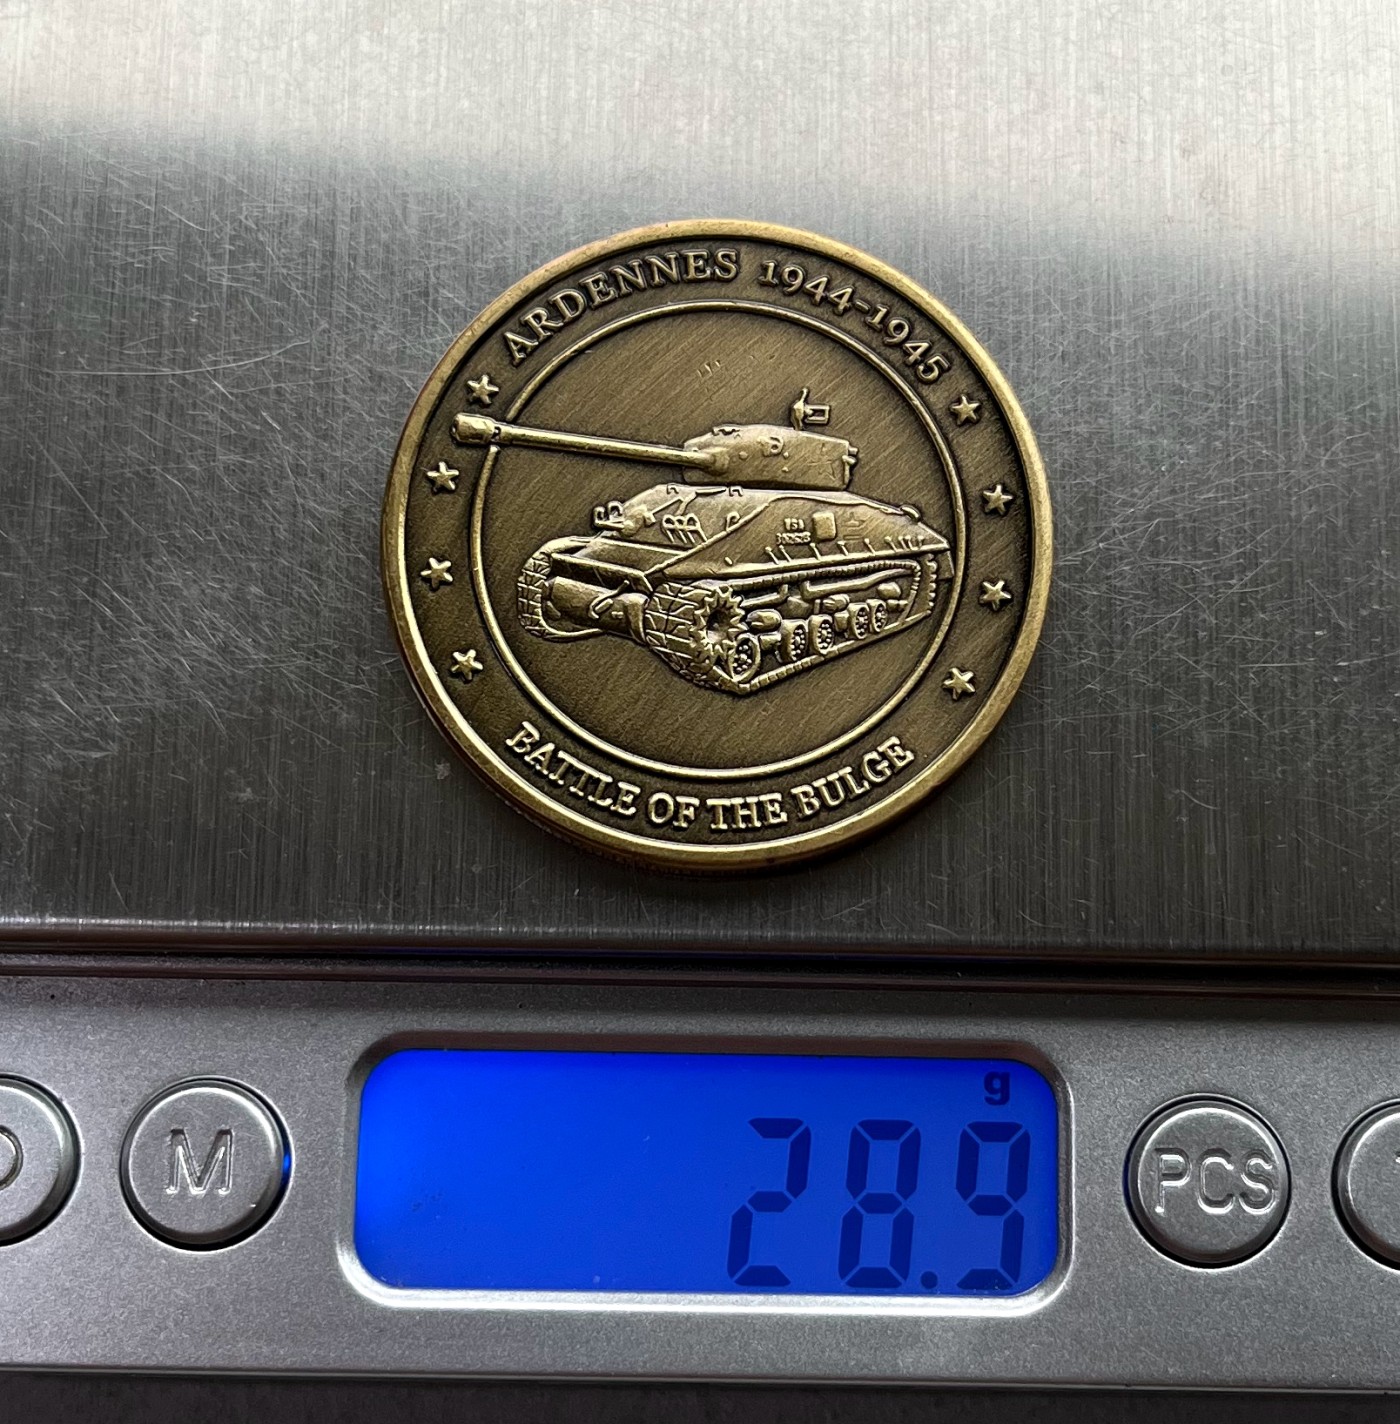 ARDENNES 1944-1945
BATTLE OF THE BULGE
g
28.9
M
PCS